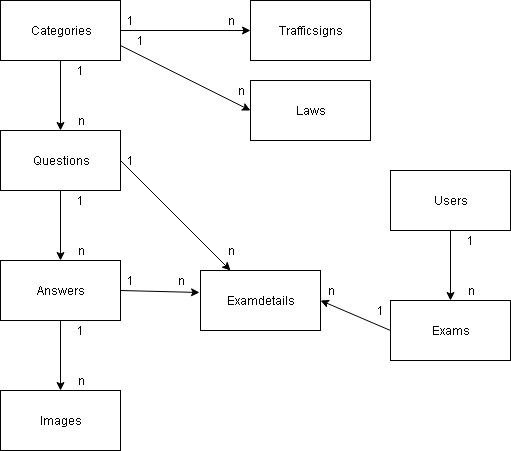 Categories
1
n
Trafficsigns
1
n
Laws
1
n
Questions
1
n
1
n
Answers
1
n
Examdetails
Users
1
n
Exams
1
n
1
n
Images